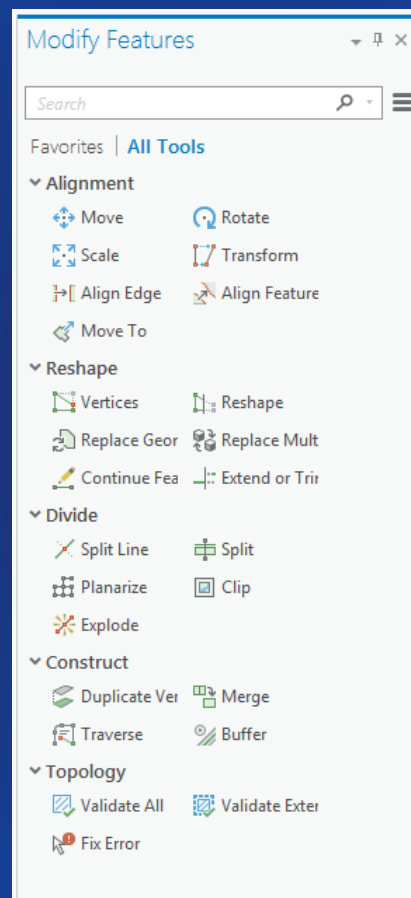 Modify Features
Search
Favorites | All Tools
Alignment
Move Rotate
Scale Transform
Align Edge Align Feature
Move To
Reshape
Vertices Reshape
Replace Geor Replace Mult
Continue Fea Extend or Trir
Divide
Split Line Split
Planarize Clip
Explode
Construct
Duplicate Ver Merge
Traverse Buffer
Topology
Validate All Validate Exter
Fix Error